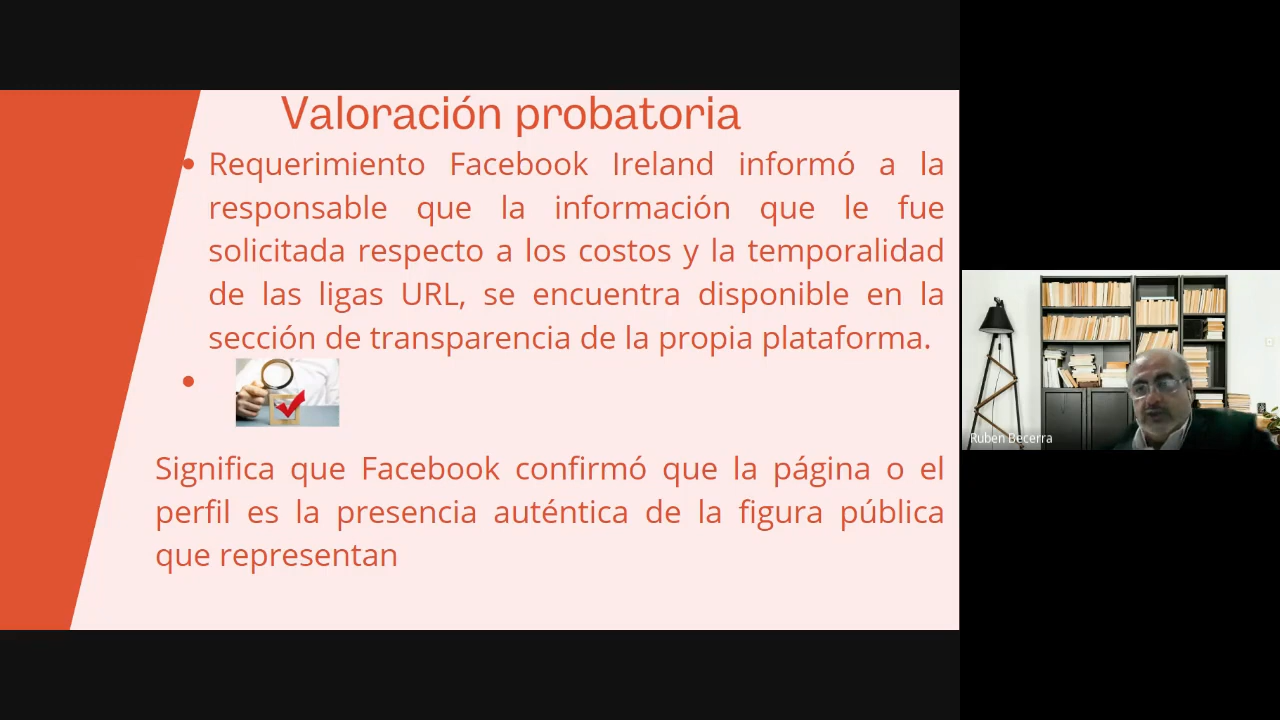 Valoración probatoria
• Requerimiento Facebook Ireland informó a la
responsable que la información que le fue
solicitada respecto a los costos y la temporalidad
de las ligas URL, se encuentra disponible en la
sección de transparencia de la propia plataforma.
•
Significa que Facebook confirmó que la página o el
perfil es la presencia auténtica de la figura pública
que representan
Ruben Becerra